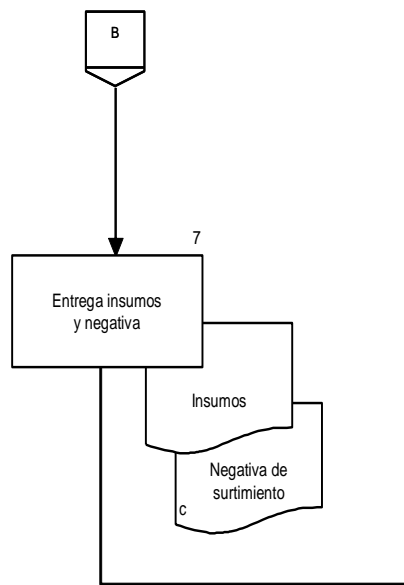 B
7
Entrega insumos
y negativa
Insumos
Negativa de
surtimiento
c